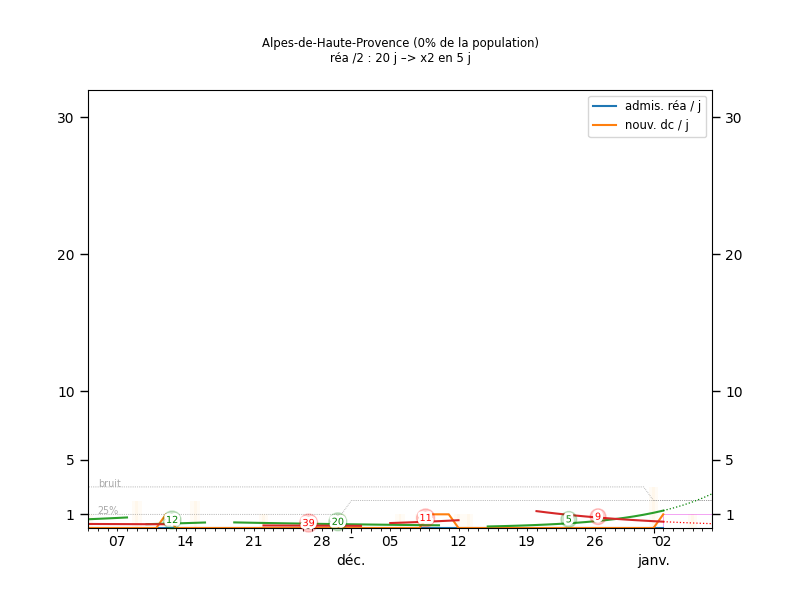 Alpes-de-Haute-Provence (0% de la population)
réa /2 : 20 j –> x2 en 5 j
admis. réa / j
nouv. dc / j
30 30
20 20
10 10
5 5
bruit
25%
1 1
12 39 20 11 5 9
07 14 21 28 - 05 12 19 26 02
déc. janv.